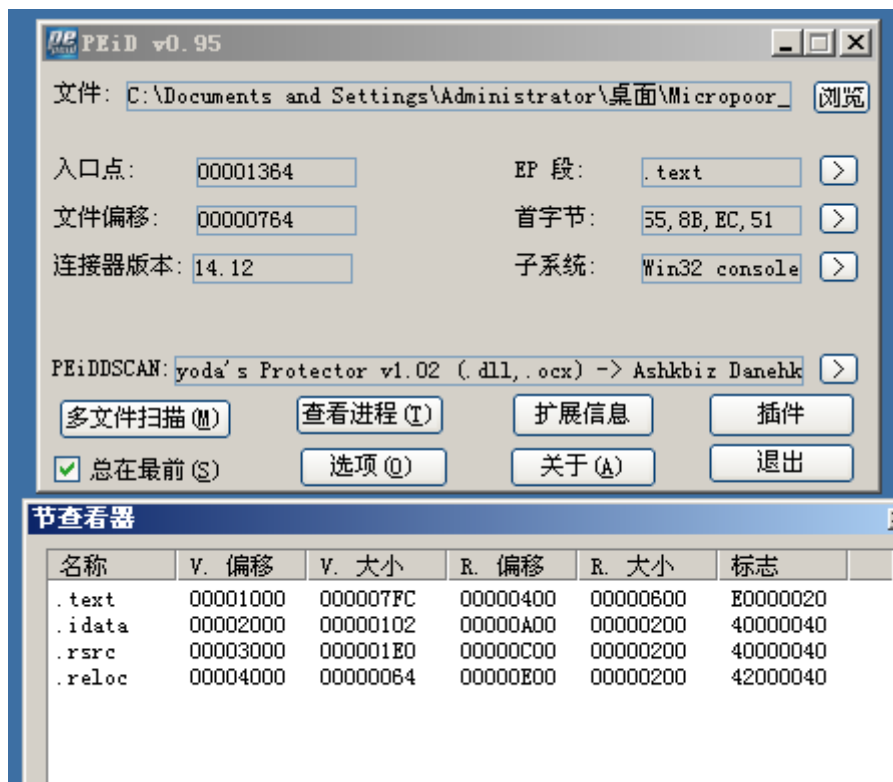 PEiD v0.95
文件: C:\Documents and Settings\Administrator\桌面\Micropoor_ 浏览
入口点: 00001364 EP 段: .text >
文件偏移: 00000764 首字节: 55,8B,EC,51 >
连接器版本: 14.12 子系统: Win32 console >
PEiDDSCAN: yoda's Protector v1.02 (.dll,.ocx) -> Ashkbiz Danehk >
多文件扫描(M) 查看进程(T) 扩展信息 插件
总在最前(S) 选项(O) 关于(A) 退出
节查看器
名称 V. 偏移 V. 大小 R. 偏移 R. 大小 标志
.text 00001000 000007FC 00000400 00000600 E0000020
.idata 00002000 00000102 00000A00 00000200 40000040
.rsrc 00003000 000001E0 00000C00 00000200 40000040
.reloc 00004000 00000064 00000E00 00000200 42000040